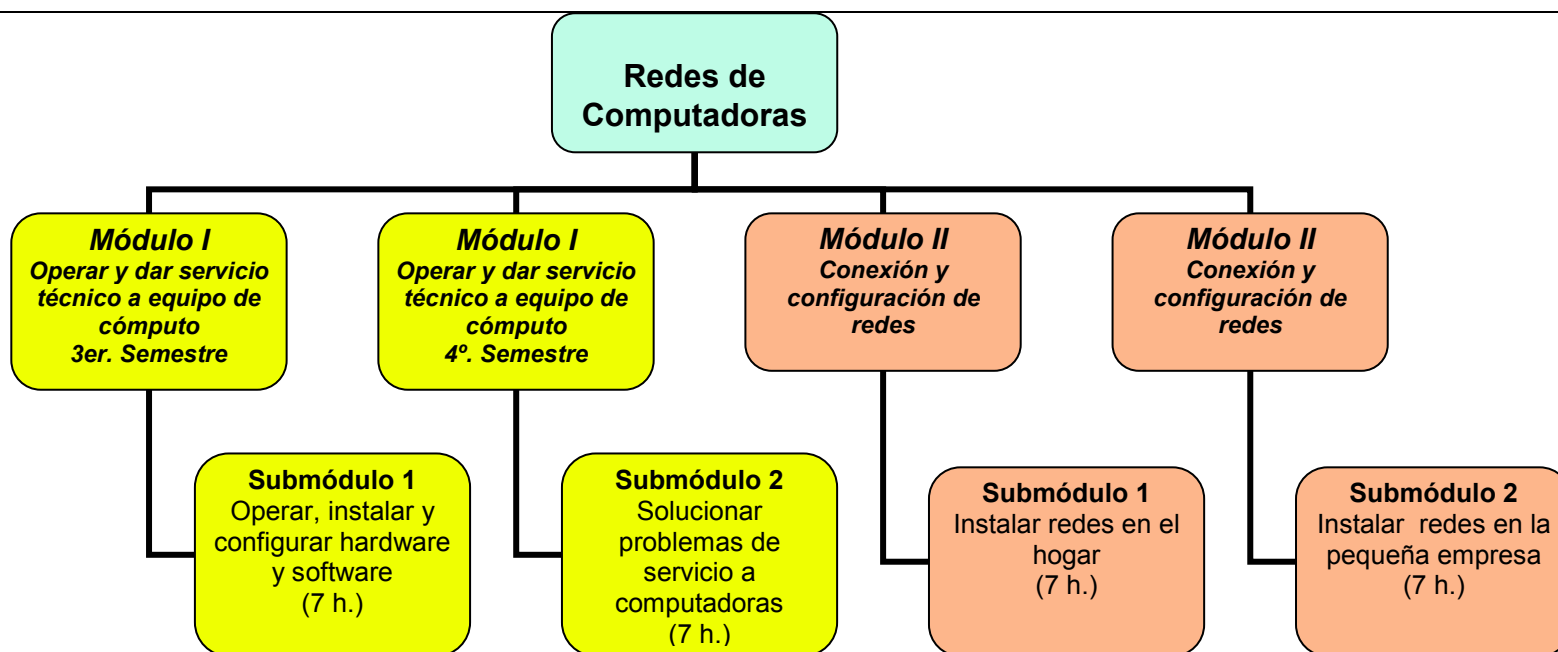 Redes de
Computadoras
Módulo I
Operar y dar servicio
técnico a equipo de
cómputo
3er. Semestre
Módulo I
Operar y dar servicio
técnico a equipo de
cómputo
4º. Semestre
Módulo II
Conexión y
configuración de
redes
Módulo II
Conexión y
configuración de
redes
Submódulo 1
Operar, instalar y
configurar hardware
y software
(7 h.)
Submódulo 2
Solucionar
problemas de
servicio a
computadoras
(7 h.)
Submódulo 1
Instalar redes en el
hogar
(7 h.)
Submódulo 2
Instalar redes en la
pequeña empresa
(7 h.)